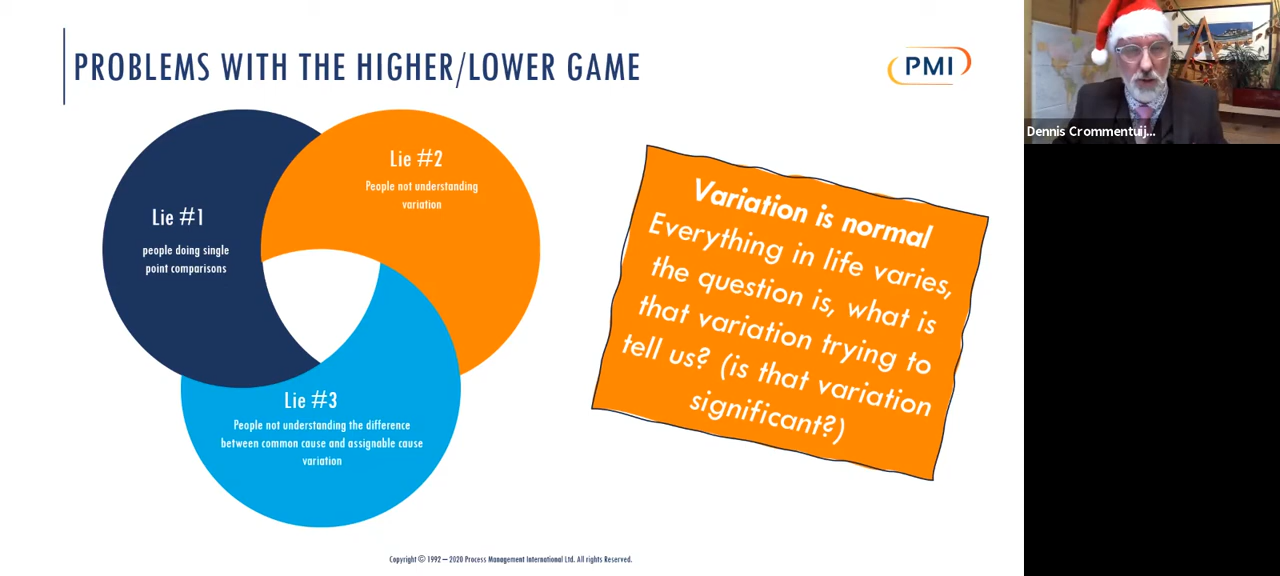 PROBLEMS WITH THE HIGHER/LOWER GAME
PMI
Lie #1
people doing single
point comparisons
Lie #2
People not understanding
variation
Lie #3
People not understanding the difference
between common cause and assignable cause
variation
Variation is normal
Everything in life varies,
the question is, what is
that variation trying to
tell us? (is that variation
significant?)
Copyright © 1992 – 2020 Process Management International Ltd. All rights Reserved.
Dennis Crommentuij...